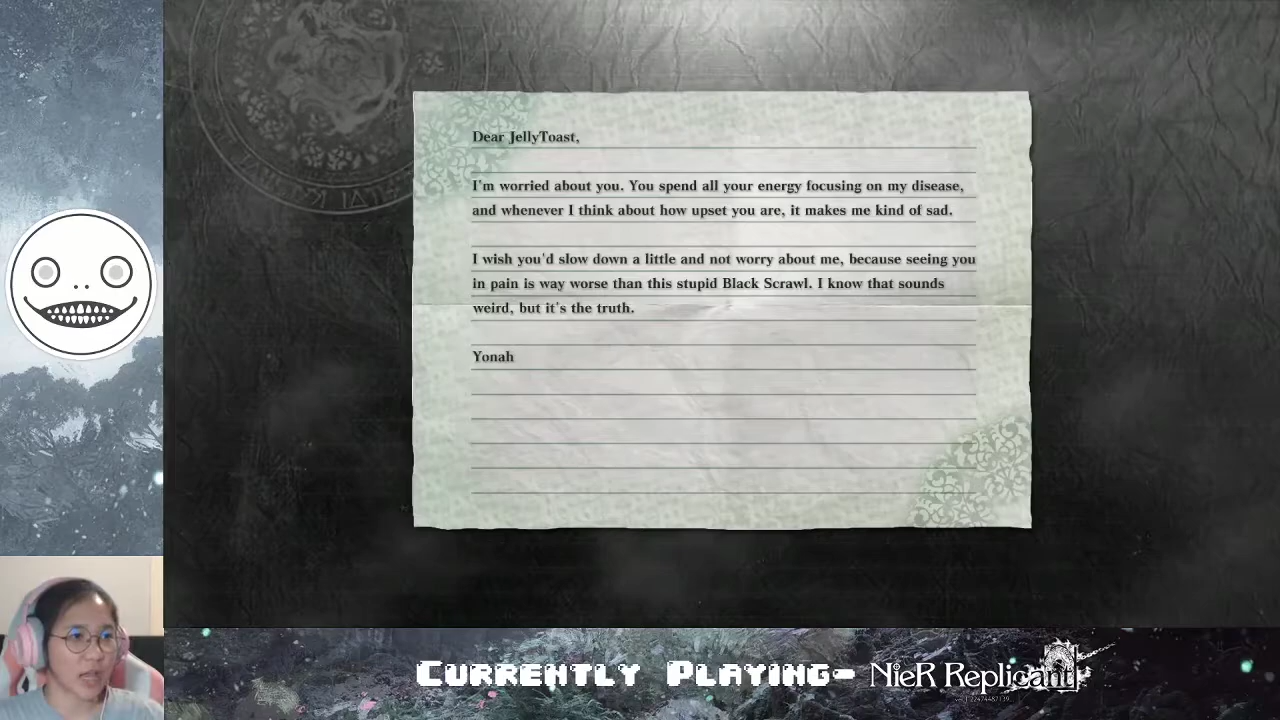 Dear JellyToast,
I'm worried about you. You spend all your energy focusing on my disease,
and whenever I think about how upset you are, it makes me kind of sad.
I wish you'd slow down a little and not worry about me, because seeing you
in pain is way worse than this stupid Black Scrawl. I know that sounds
weird, but it's the truth.
Yonah
Currently Playing- NieR Replicant